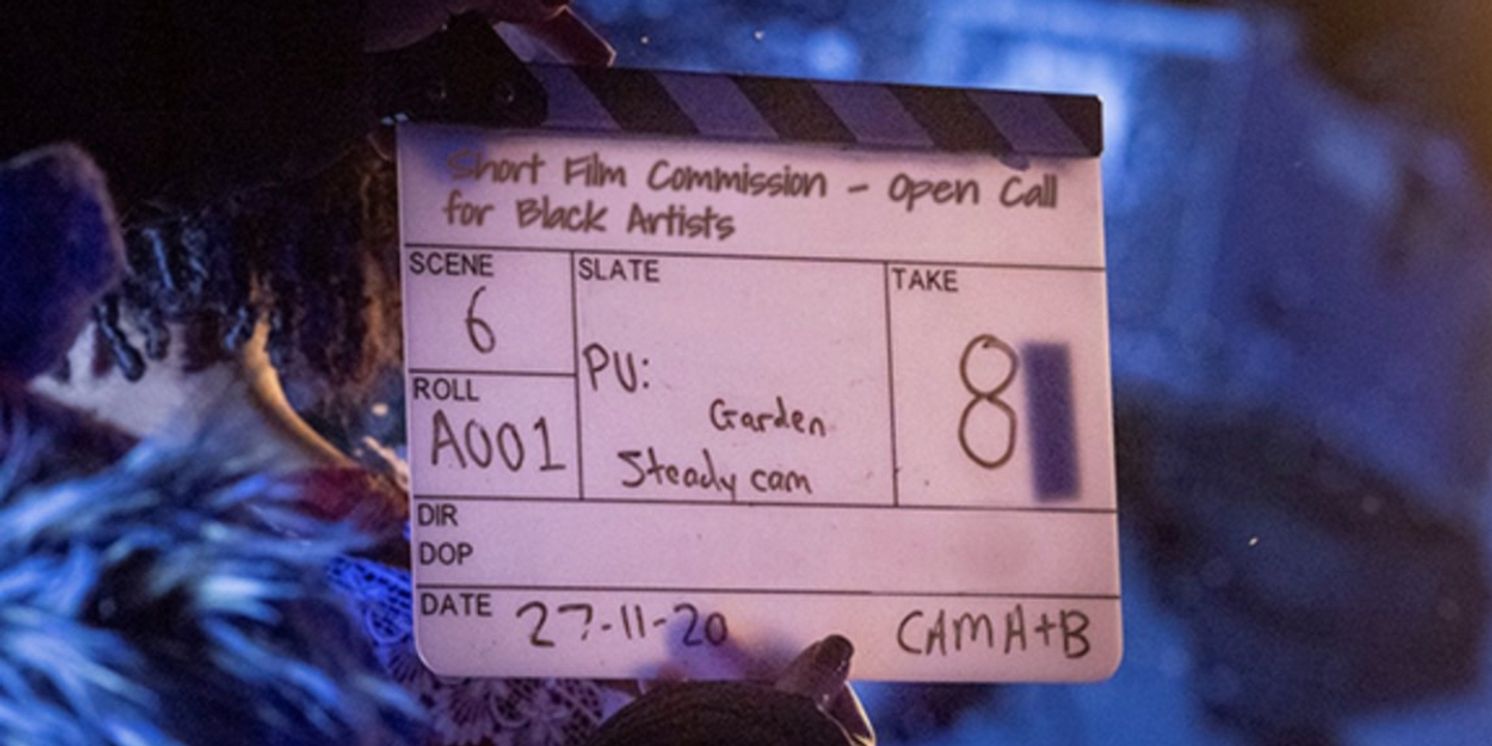 Short Film Commission - Open Call
for Black Artists
SCENE
6
SLATE
PU:
Garden
Steady cam
TAKE
8
ROLL
A001
DIR
DOP
DATE 27-11-20 CAM A+B